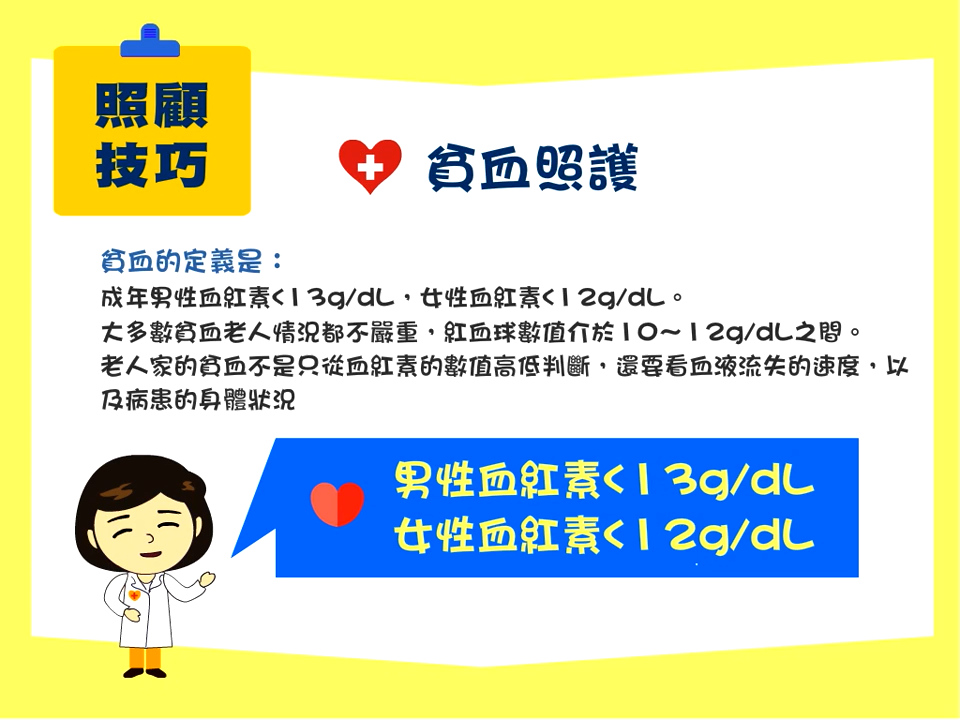 照顧
技巧
貧血照護
貧血的定義是：
成年男性血紅素<13g/dL，女性血紅素<12g/dL。
大多數貧血老人情況都不嚴重，紅血球數值介於10～12g/dL之間。
老人家的貧血不是只從血紅素的數值高低判斷，還要看血液流失的速度，以
及病患的身體狀況
男性血紅素<13g/dL
女性血紅素<12g/dL